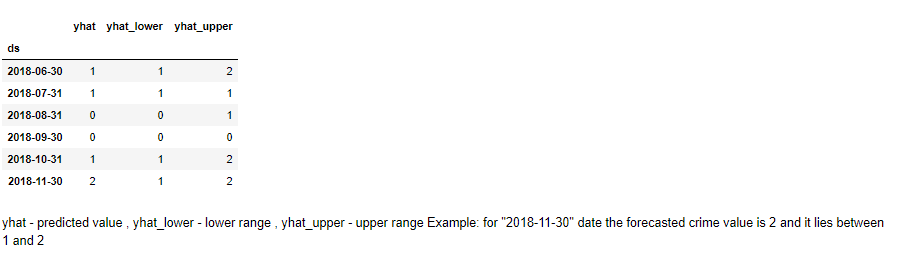 yhat yhat_lower yhat_upper
ds
2018-06-30 1 1 2
2018-07-31 1 1 1
2018-08-31 0 0 1
2018-09-30 0 0 0
2018-10-31 1 1 2
2018-11-30 2 1 2
yhat - predicted value , yhat_lower - lower range , yhat_upper - upper range Example: for "2018-11-30" date the forecasted crime value is 2 and it lies between
1 and 2